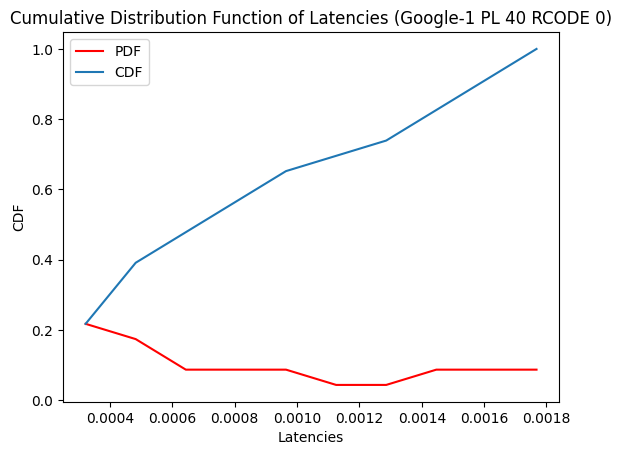 Cumulative Distribution Function of Latencies (Google-1 PL 40 RCODE 0)
PDF
CDF
1.0
0.8
0.6
0.4
0.2
0.0
CDF
0.0004 0.0006 0.0008 0.0010 0.0012 0.0014 0.0016 0.0018
Latencies